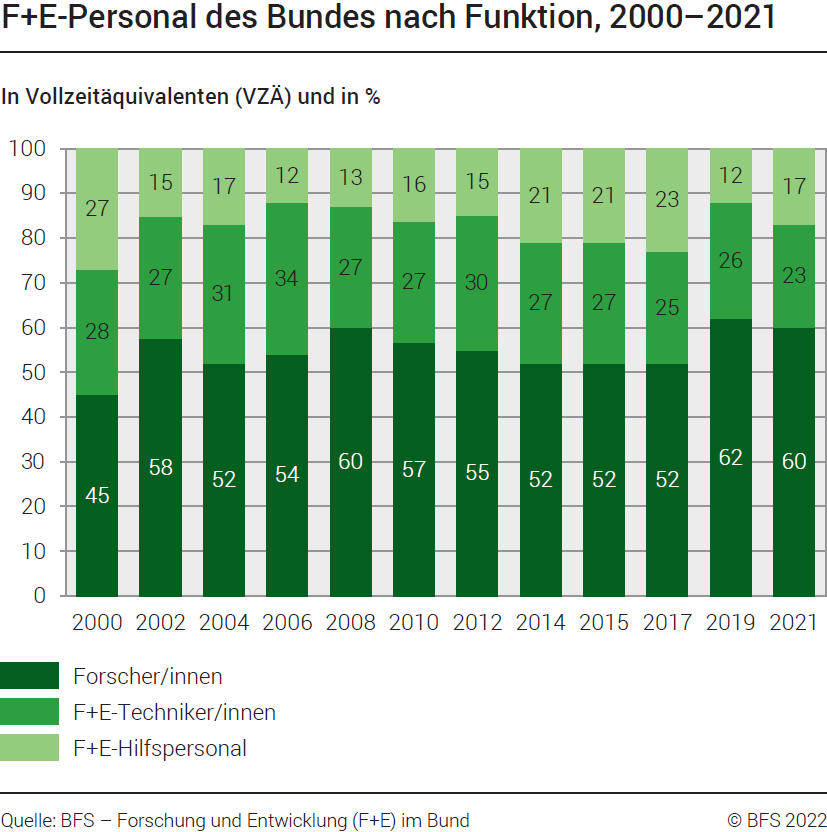 F+E-Personal des Bundes nach Funktion, 2000–2021
In Vollzeitäquivalenten (VZÄ) und in %
100
90
80
70
60
50
40
30
20
10
0
27 15 17 12 13 16 15 21 21 23 12 17
28 27 31 34 27 27 30 27 27 25 26 23
45 58 52 54 60 57 55 52 52 52 62 60
2000 2002 2004 2006 2008 2010 2012 2014 2015 2017 2019 2021
Forscher/innen
F+E-Techniker/innen
F+E-Hilfspersonal
Quelle: BFS – Forschung und Entwicklung (F+E) im Bund © BFS 2022